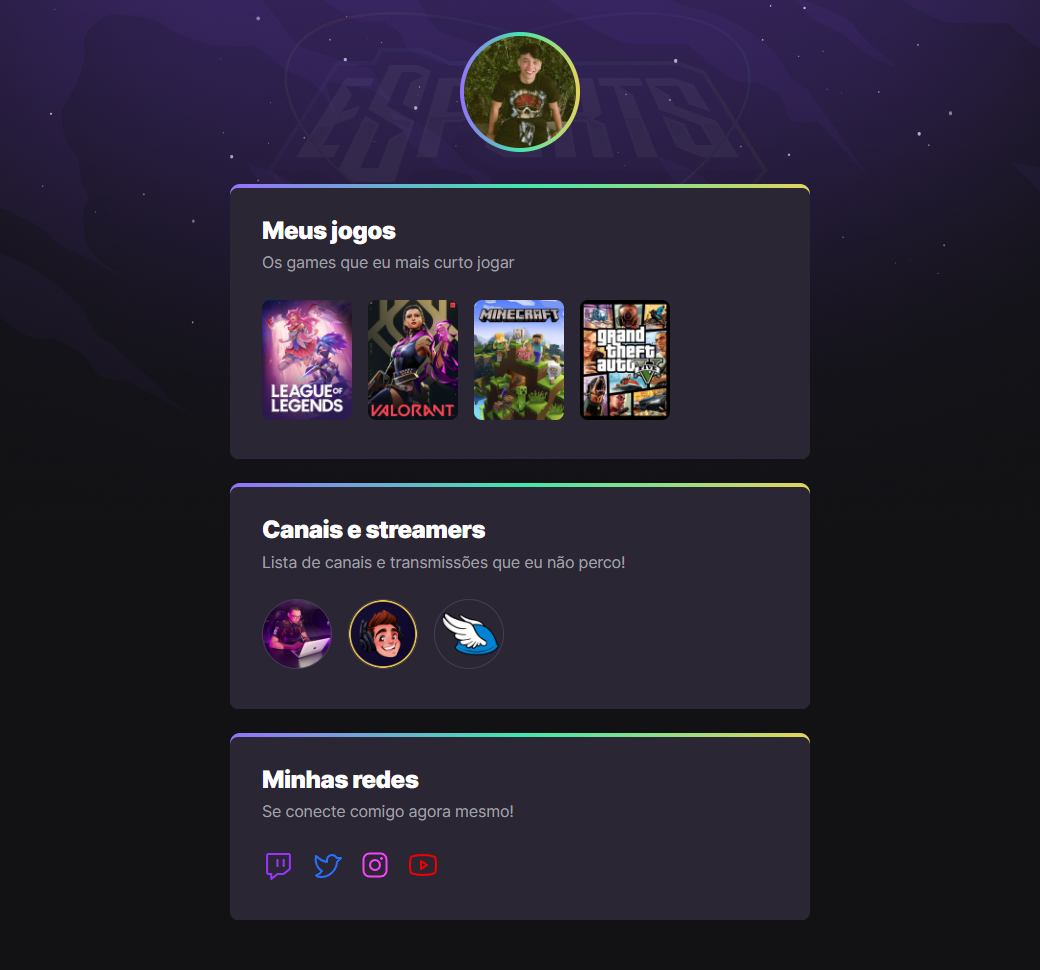 ESPORTS
Meus jogos
Os games que eu mais curto jogar
LEAGUE OF
LEGENDS
VALORANT
MINECRAFT
grand
theft
auto
V
Canais e streamers
Lista de canais e transmissões que eu não perco!
Minhas redes
Se conecte comigo agora mesmo!